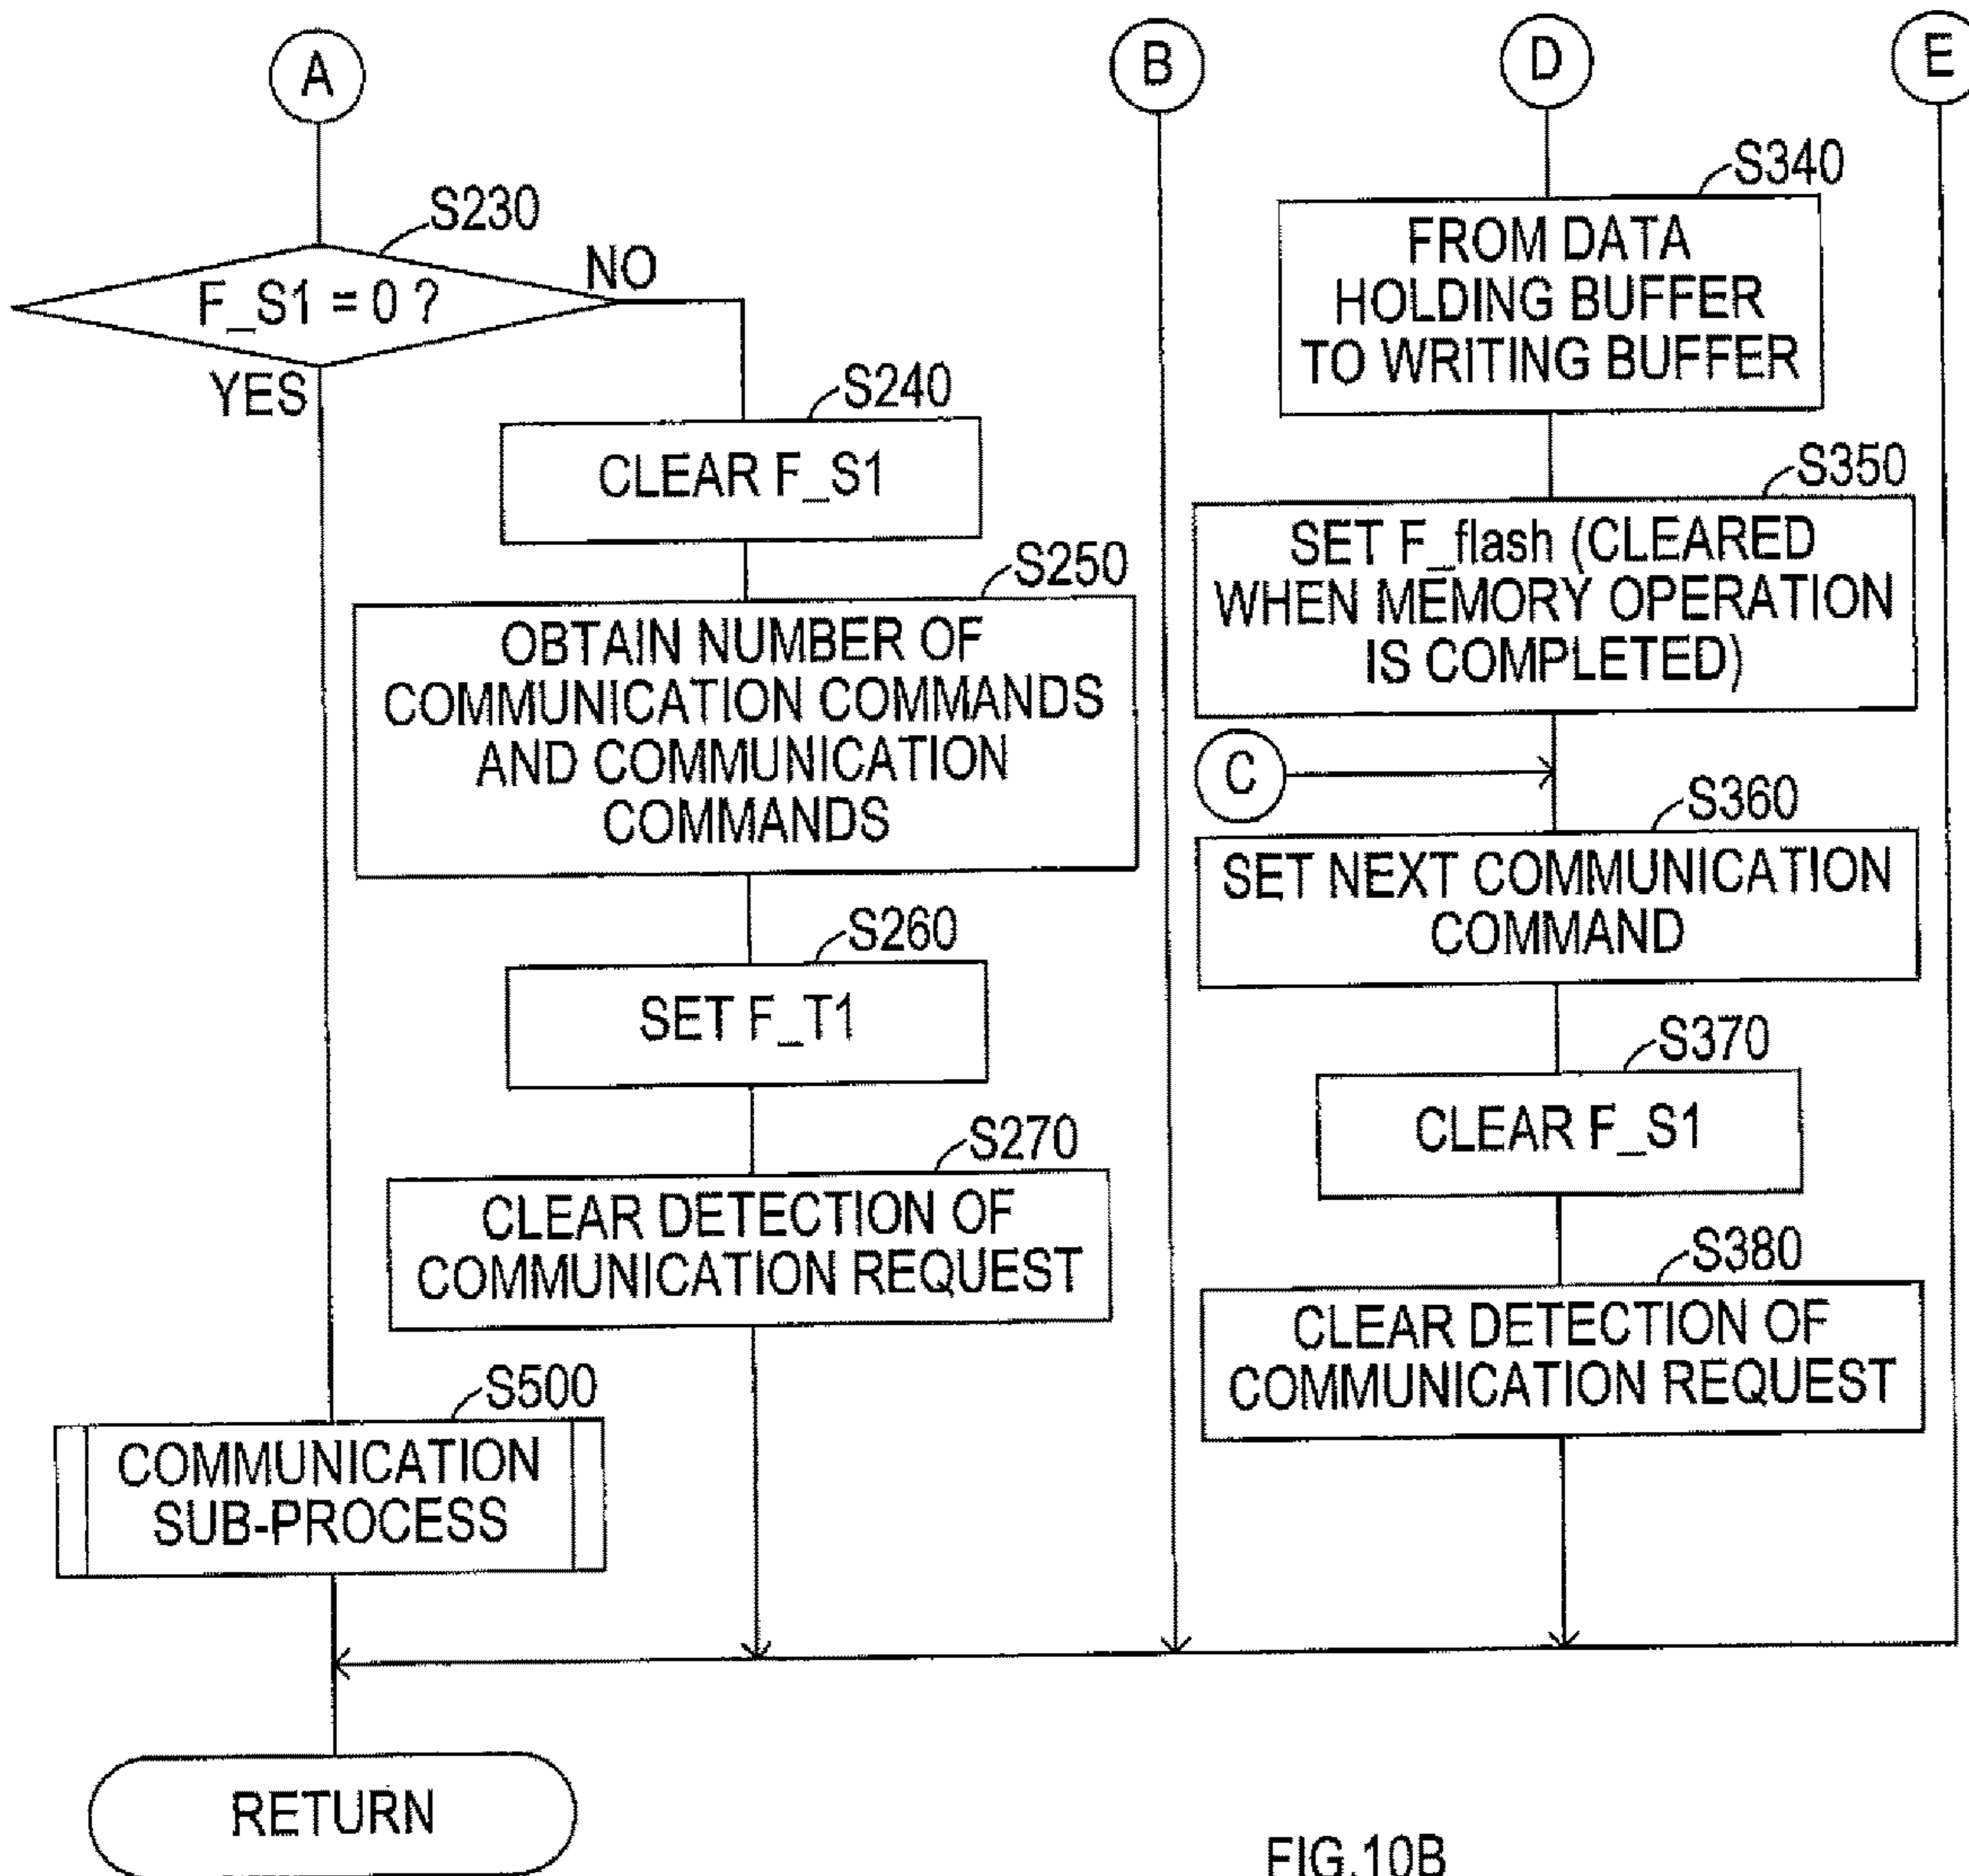 A
B
D
E
S230
F_S1 = 0 ?
NO
YES
S240
CLEAR F_S1
S250
OBTAIN NUMBER OF
COMMUNICATION COMMANDS
AND COMMUNICATION
COMMANDS
S260
SET F_T1
S270
CLEAR DETECTION OF
COMMUNICATION REQUEST
S500
COMMUNICATION
SUB-PROCESS
RETURN
S340
FROM DATA
HOLDING BUFFER
TO WRITING BUFFER
S350
SET F_flash (CLEARED
WHEN MEMORY OPERATION
IS COMPLETED)
C
S360
SET NEXT COMMUNICATION
COMMAND
S370
CLEAR F_S1
S380
CLEAR DETECTION OF
COMMUNICATION REQUEST
FIG.10B